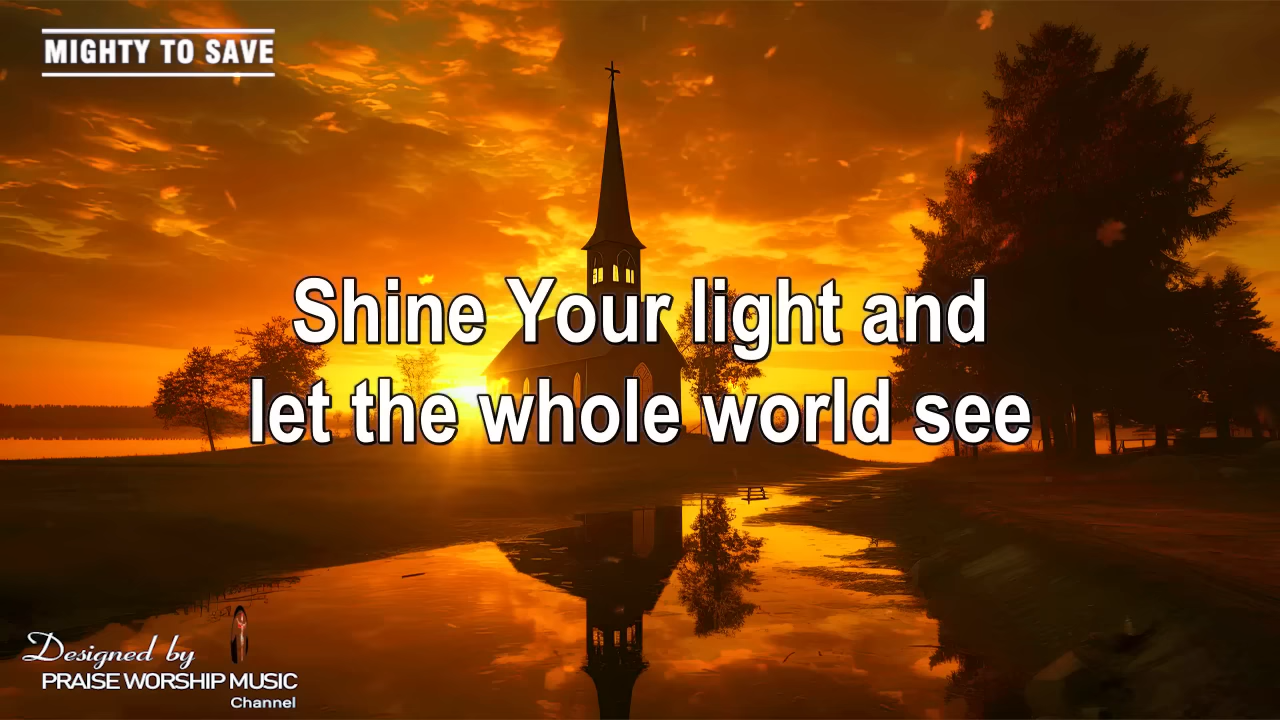 MIGHTY TO SAVE
Shine Your light and
let the whole world see
Designed by
PRAISE WORSHIP MUSIC
Channel